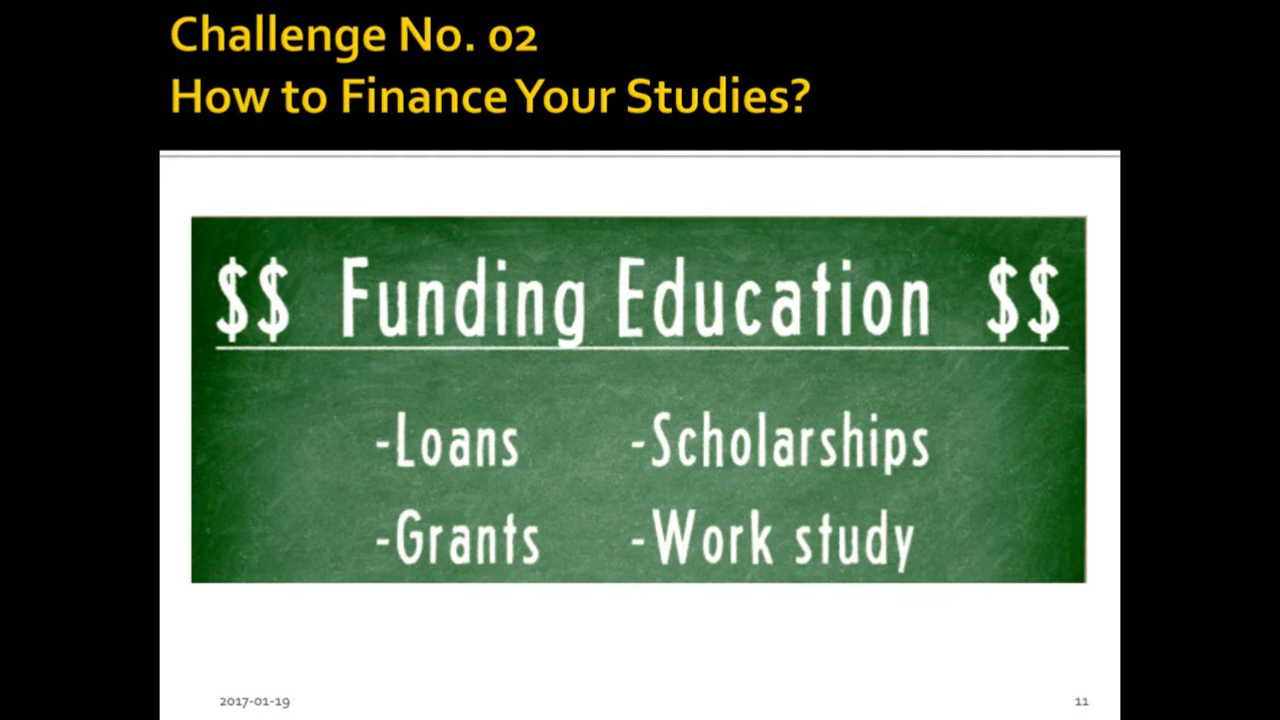 Challenge No. 02
How to Finance Your Studies?
$$ Funding Education $$
-Loans -Scholarships
-Grants -Work study
2017-01-19 11